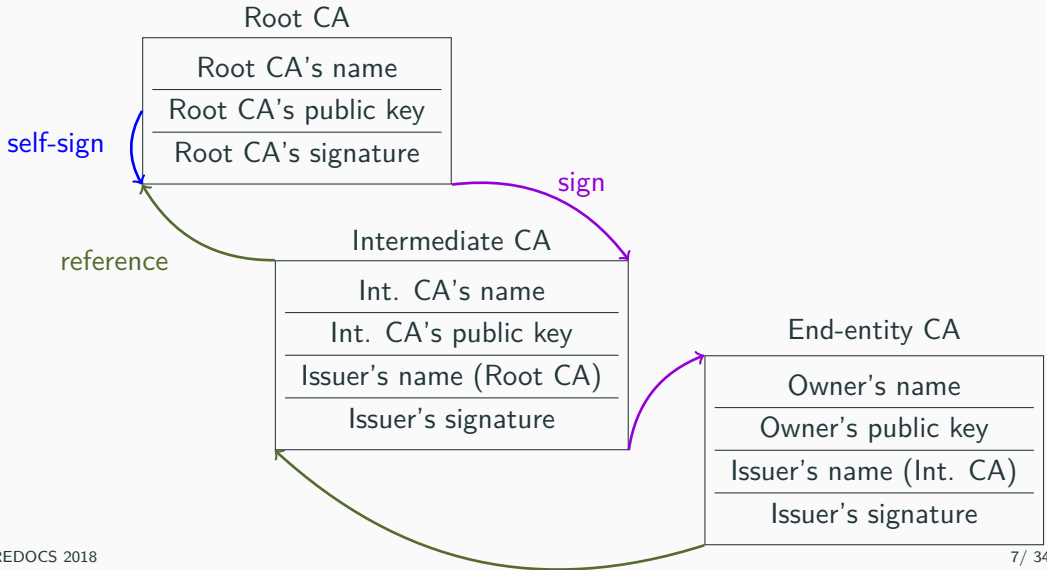 Root CA
Root CA's name
Root CA's public key
self-sign
Root CA's signature
sign
reference
Intermediate CA
Int. CA's name
Int. CA's public key
Issuer's name (Root CA)
Issuer's signature
End-entity CA
Owner's name
Owner's public key
Issuer's name (Int. CA)
Issuer's signature
REDOCS 2018
7/ 34